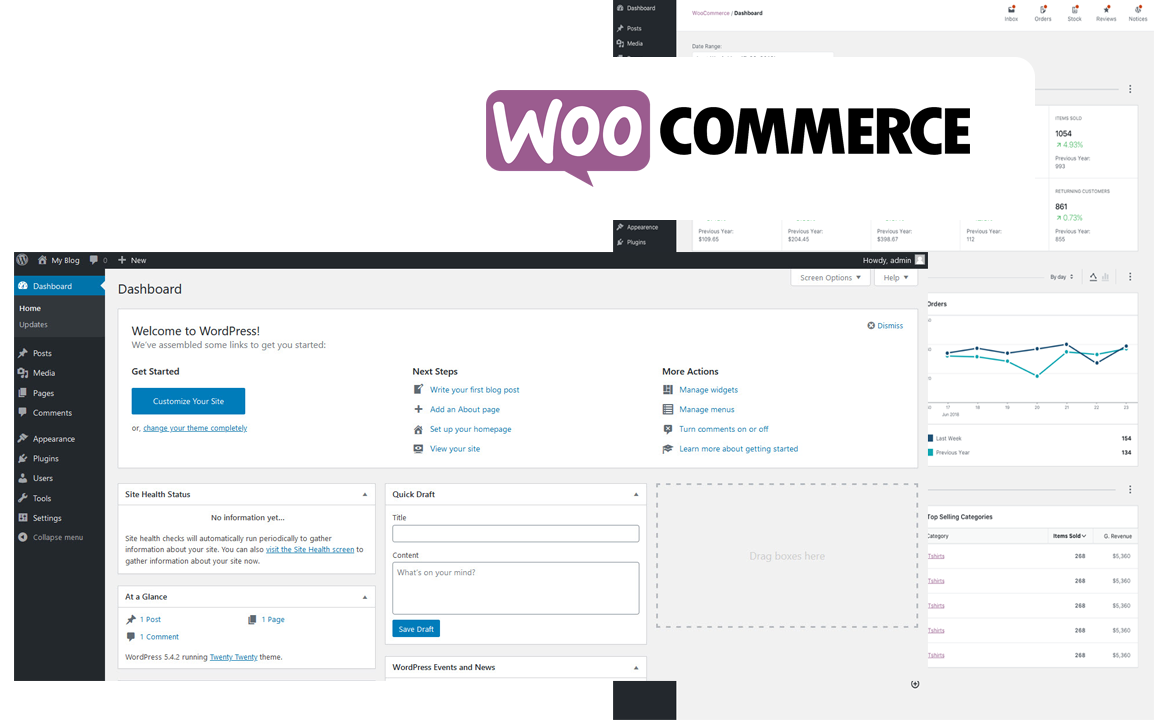 Dashboard
WooCommerce / Dashboard
Inbox
Orders
Stock
Reviews
Notices
Posts
Media
Date Range:
WOO COMMERCE
ITEMS SOLD
1054
4.93%
Previous Year:
993
RETURNING CUSTOMERS
861
0.73%
Previous Year:
855
Appearence
Plugins
Previous Year:
$109.65
Previous Year:
$204.45
Previous Year:
$398.67
Previous Year:
112
My Blog
0
New
Howdy, admin
Dashboard
Home
Updates
Posts
Media
Pages
Comments
Appearance
Plugins
Users
Tools
Settings
Collapse menu
Dashboard
Screen Options
Help
Welcome to WordPress!
We've assembled some links to get you started:
Dismiss
Get Started
Customize Your Site
or, change your theme completely
Next Steps
Write your first blog post
Add an About page
Set up your homepage
View your site
More Actions
Manage widgets
Manage menus
Turn comments on or off
Learn more about getting started
Site Health Status
No information yet...
Site health checks will automatically run periodically to gather
information about your site. You can also visit the Site Health screen to
gather information about your site now.
At a Glance
1 Post
1 Page
1 Comment
WordPress 5.4.2 running Twenty Twenty theme.
Quick Draft
Title
Content
What's on your mind?
Save Draft
WordPress Events and News
Drag boxes here
By day
Orders
17
18
19
20
21
22
23
Jun 2018
Last Week
154
Previous Year
134
Top Selling Categories
Category
Items Sold
G. Revenue
Tshirts
268
$5,360
Tshirts
268
$5,360
Tshirts
268
$5,360
Tshirts
268
$5,360
Tshirts
268
$5,360